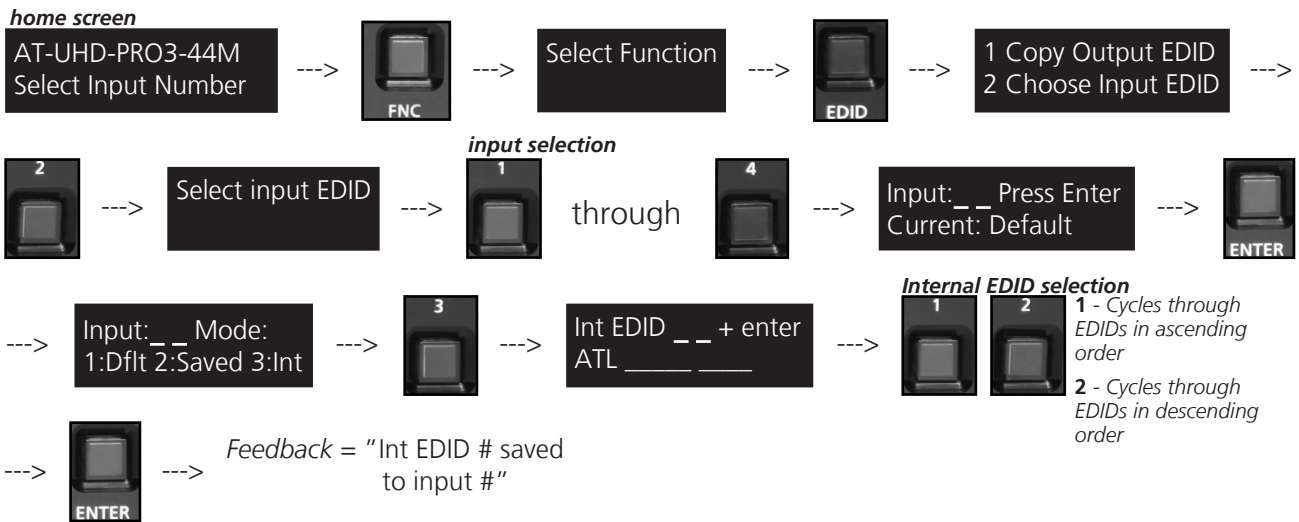 home screen
AT-UHD-PRO3-44M
Select Input Number
--->
FNC
--->
Select Function
--->
EDID
--->
1 Copy Output EDID
2 Choose Input EDID
--->
2
--->
Select input EDID
--->
input selection
1
through
4
--->
Input:_ _ Press Enter
Current: Default
--->
ENTER
--->
Input:_ _ Mode:
1:Dflt 2:Saved 3:Int
--->
3
--->
Int EDID _ _ + enter
ATL _____ ____
--->
Internal EDID selection
1
2
1 - Cycles through
EDIDs in ascending
order
2 - Cycles through
EDIDs in descending
order
--->
ENTER
--->
Feedback = "Int EDID # saved
to input #"